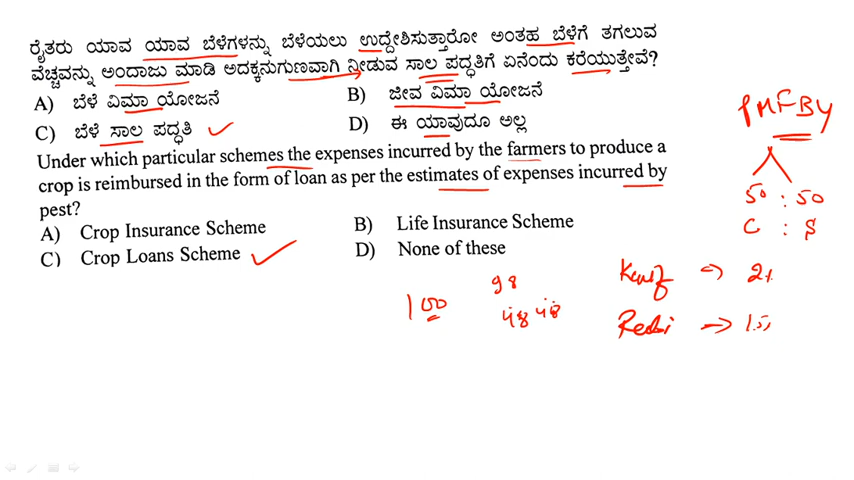 ರೈತರು ಯಾವ ಯಾವ ಬೆಳೆಗಳನ್ನು ಬೆಳೆಯಲು ಉದ್ದೇಶಿಸುತ್ತಾರೋ ಅಂತಹ ಬೆಳೆಗೆ ತಗಲುವ
ವೆಚ್ಚವನ್ನು ಅಂದಾಜು ಮಾಡಿ ಅದಕ್ಕನುಗುಣವಾಗಿ ನೀಡುವ ಸಾಲ ಪದ್ಧತಿಗೆ ಏನೆಂದು ಕರೆಯುತ್ತೇವೆ?
A) ಬೆಳೆ ವಿಮಾ ಯೋಜನೆ B) ಜೀವ ವಿಮಾ ಯೋಜನೆ
C) ಬೆಳೆ ಸಾಲ ಪದ್ಧತಿ D) ಈ ಯಾವುದೂ ಅಲ್ಲ
Under which particular schemes the expenses incurred by the farmers to produce a
crop is reimbursed in the form of loan as per the estimates of expenses incurred by
pest?
A) Crop Insurance Scheme B) Life Insurance Scheme
C) Crop Loans Scheme D) None of these
PMFBY
50 : 50
C : S
98
100
48 48
2%
1.5